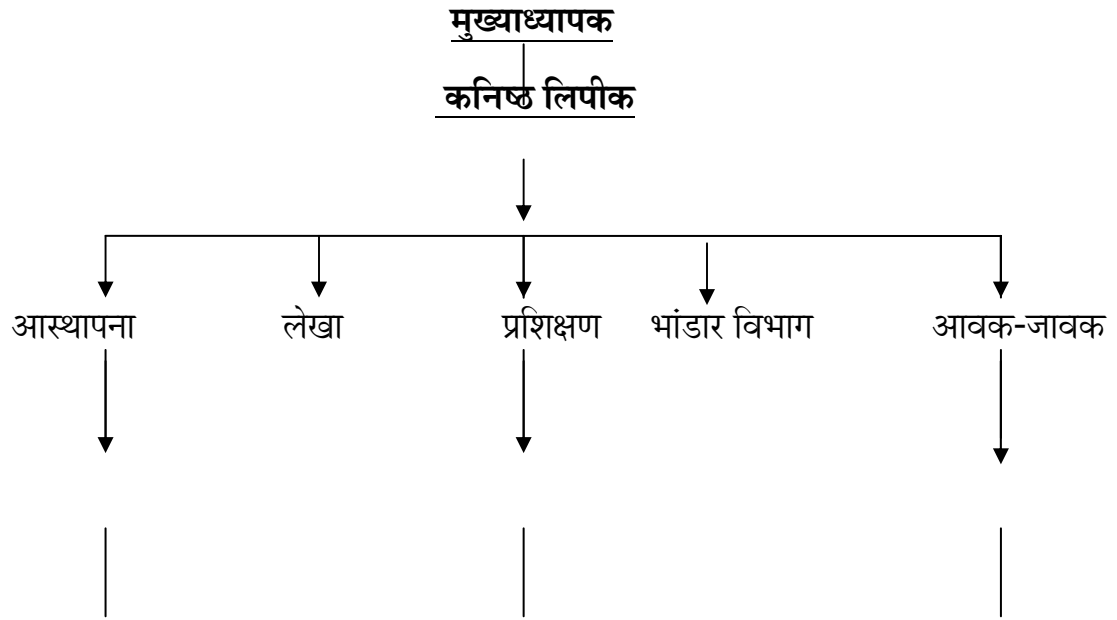 मुख्याध्यापक
कनिष्ठ लिपीक
आस्थापना लेखा प्रशिक्षण भांडार विभाग आवक-जावक